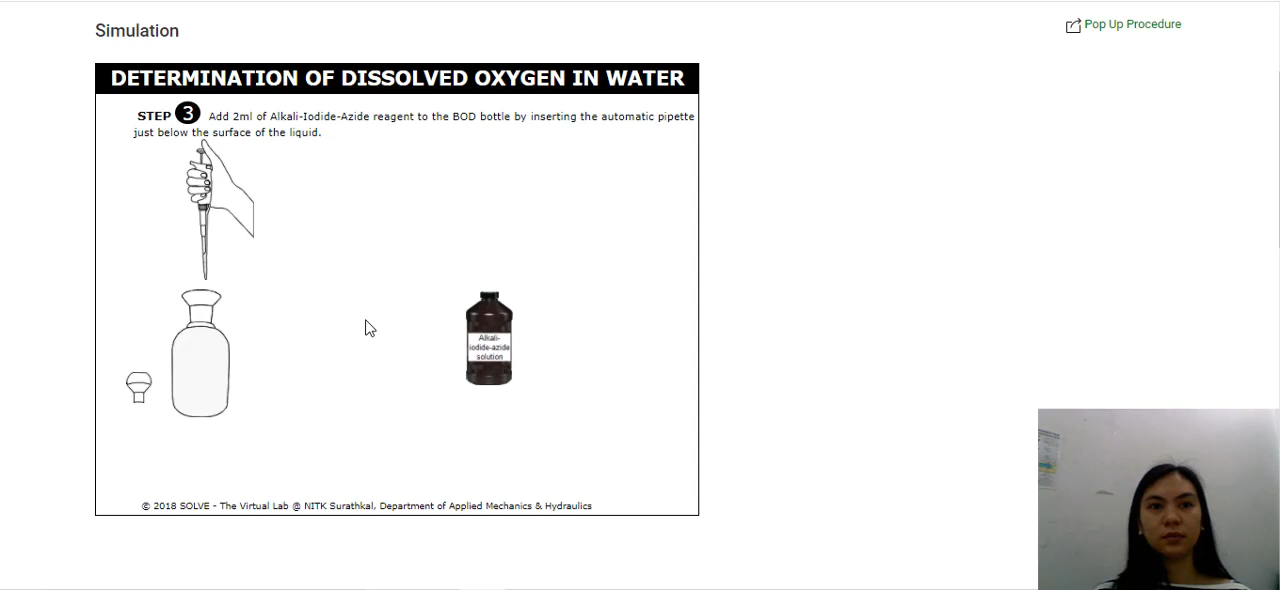 Simulation
Pop Up Procedure
DETERMINATION OF DISSOLVED OXYGEN IN WATER
STEP 3 Add 2ml of Alkali-Iodide-Azide reagent to the BOD bottle by inserting the automatic pipette
just below the surface of the liquid.
Alkali-
iodide-azide
solution
© 2018 SOLVE - The Virtual Lab @ NITK Surathkal, Department of Applied Mechanics & Hydraulics